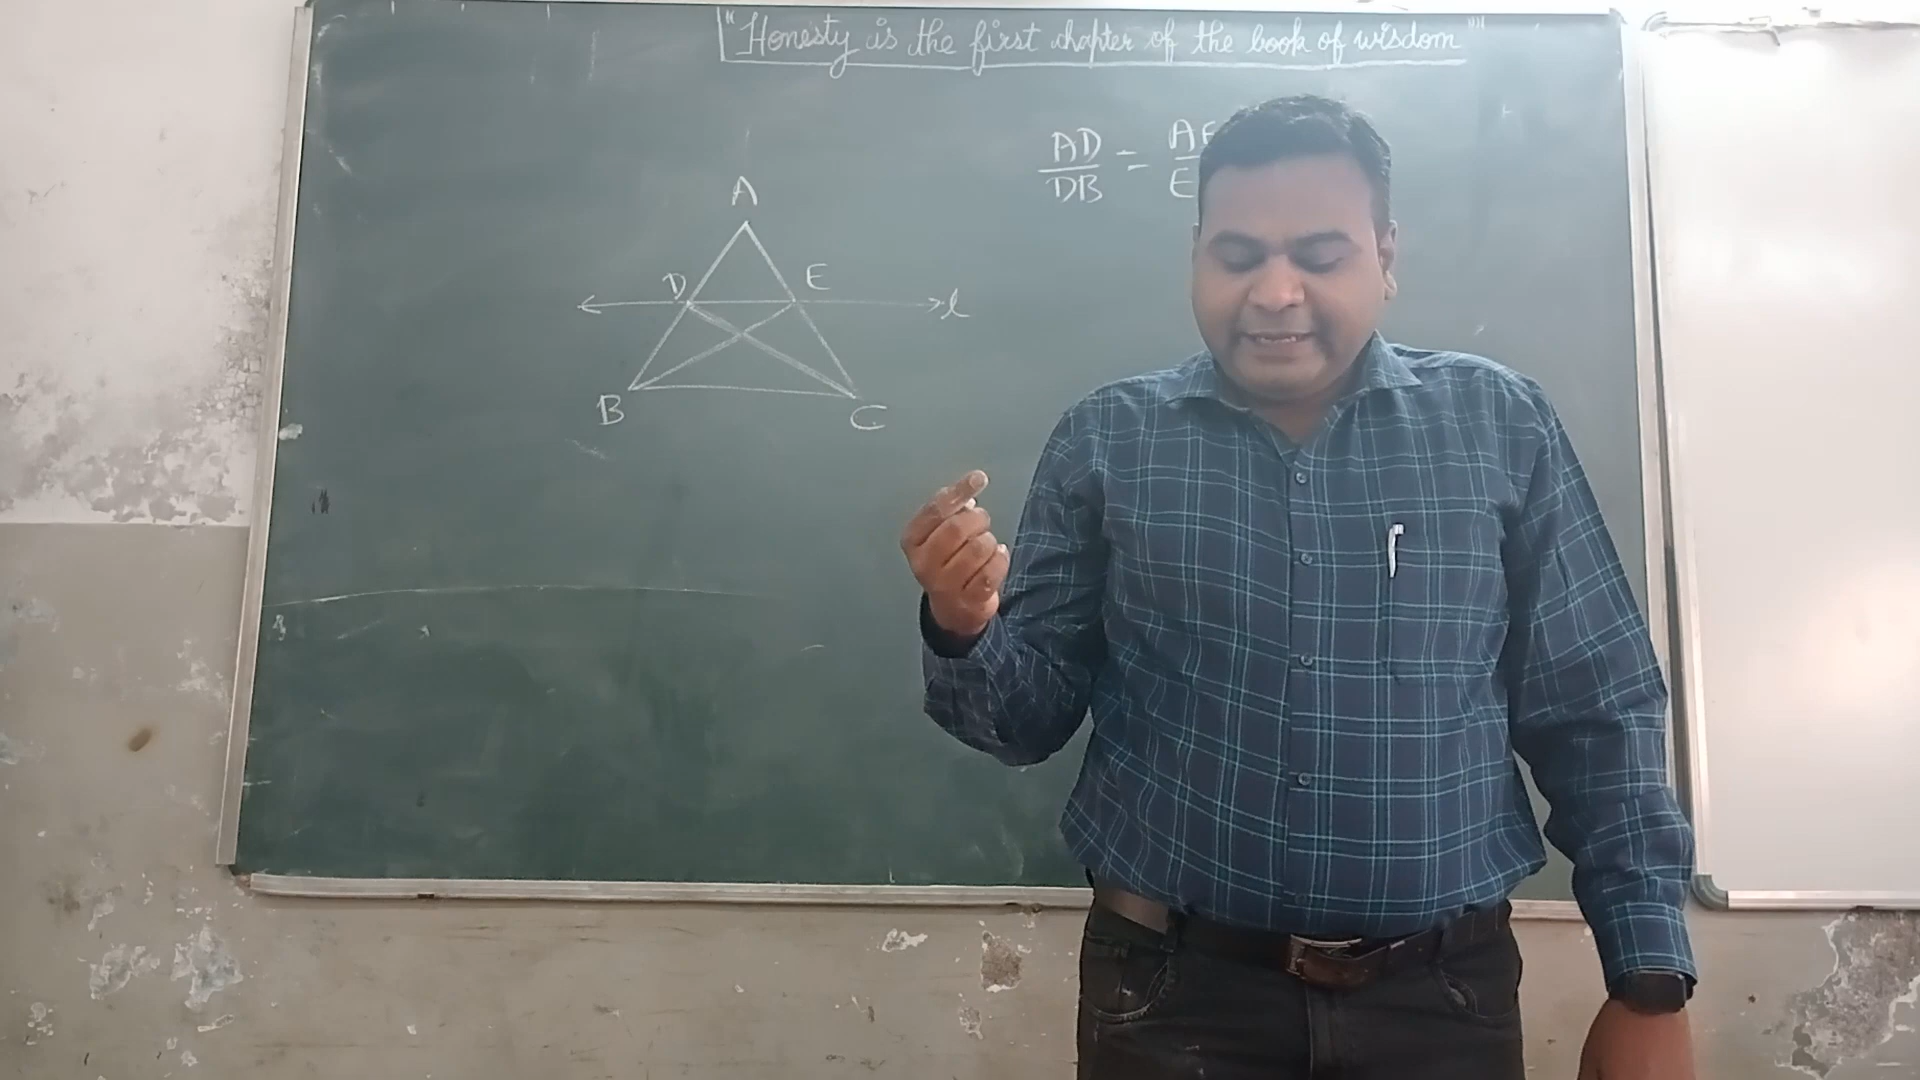 "Honesty is the first chapter of the book of wisdom"
AD/DB = AE/E
A
D E
l
B C